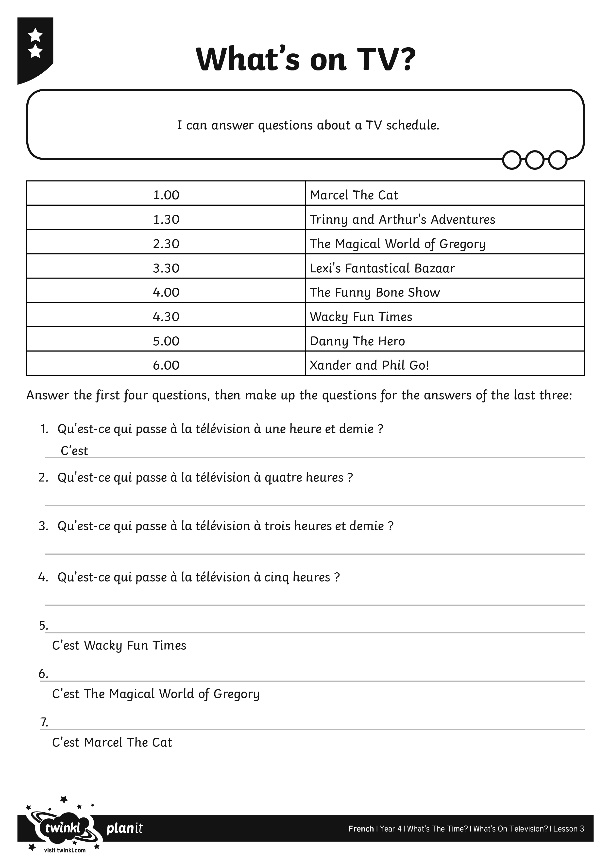 What's on TV?
I can answer questions about a TV schedule.
1.00 Marcel The Cat
1.30 Trinny and Arthur's Adventures
2.30 The Magical World of Gregory
3.30 Lexi's Fantastical Bazaar
4.00 The Funny Bone Show
4.30 Wacky Fun Times
5.00 Danny The Hero
6.00 Xander and Phil Go!
Answer the first four questions, then make up the questions for the answers of the last three:
1. Qu'est-ce qui passe à la télévision à une heure et demie ?
C'est
2. Qu'est-ce qui passe à la télévision à quatre heures ?
3. Qu'est-ce qui passe à la télévision à trois heures et demie ?
4. Qu'est-ce qui passe à la télévision à cinq heures ?
5.
C'est Wacky Fun Times
6.
C'est The Magical World of Gregory
7.
C'est Marcel The Cat
twinkl planit
visit twinkl.com
French | Year 4 | What's The Time? | What's On Television? | Lesson 3